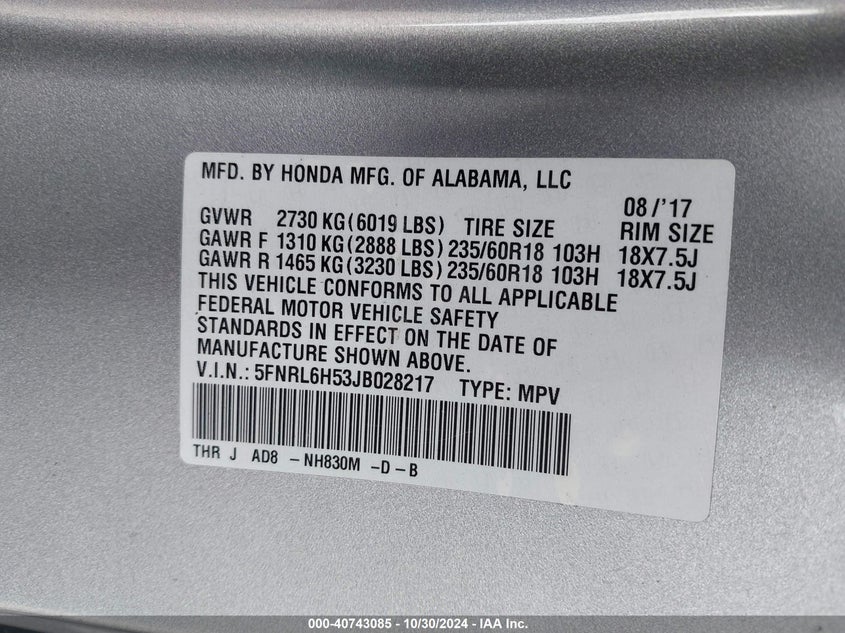 MFD. BY HONDA MFG. OF ALABAMA, LLC
08/'17
GVWR 2730 KG(6019 LBS) TIRE SIZE RIM SIZE
GAWR F 1310 KG(2888 LBS) 235/60R18 103H 18X7.5J
GAWR R 1465 KG(3230 LBS) 235/60R18 103H 18X7.5J
THIS VEHICLE CONFORMS TO ALL APPLICABLE
FEDERAL MOTOR VEHICLE SAFETY
STANDARDS IN EFFECT ON THE DATE OF
MANUFACTURE SHOWN ABOVE.
V.I.N.: 5FNRL6H53JB028217 TYPE: MPV
THR J AD8 -NH830M -D-B
000-40743085 - 10/30/2024 - IAA Inc.